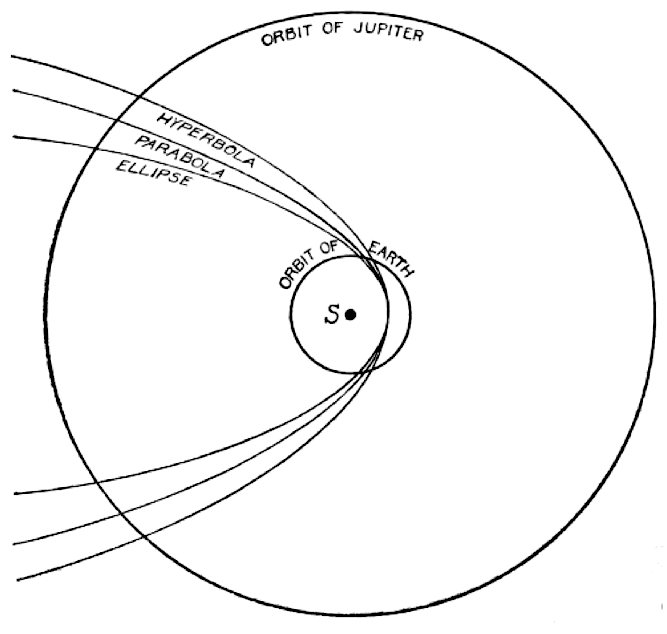 ORBIT OF JUPITER
HYPERBOLA
PARABOLA
ELLIPSE
ORBIT OF EARTH
S